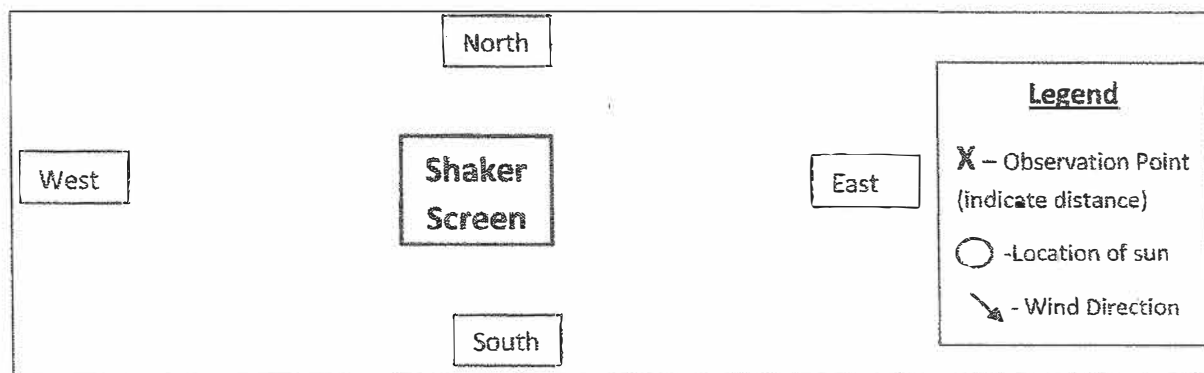 North
West
Shaker
Screen
East
South
Legend
X – Observation Point
(indicate distance)
-Location of sun
- Wind Direction